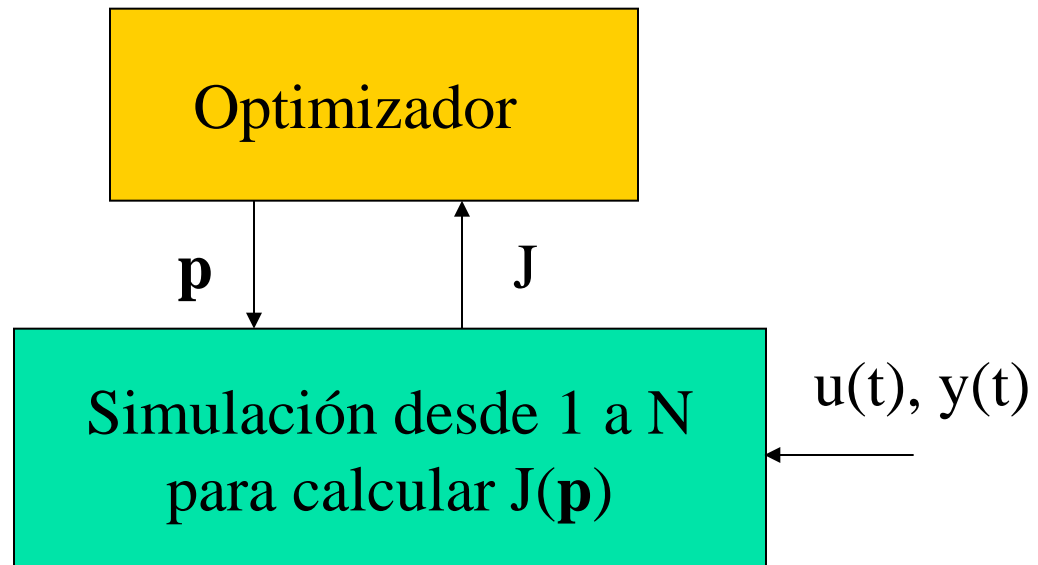 Optimizador
p
J
Simulación desde 1 a N
para calcular J(p)
u(t), y(t)